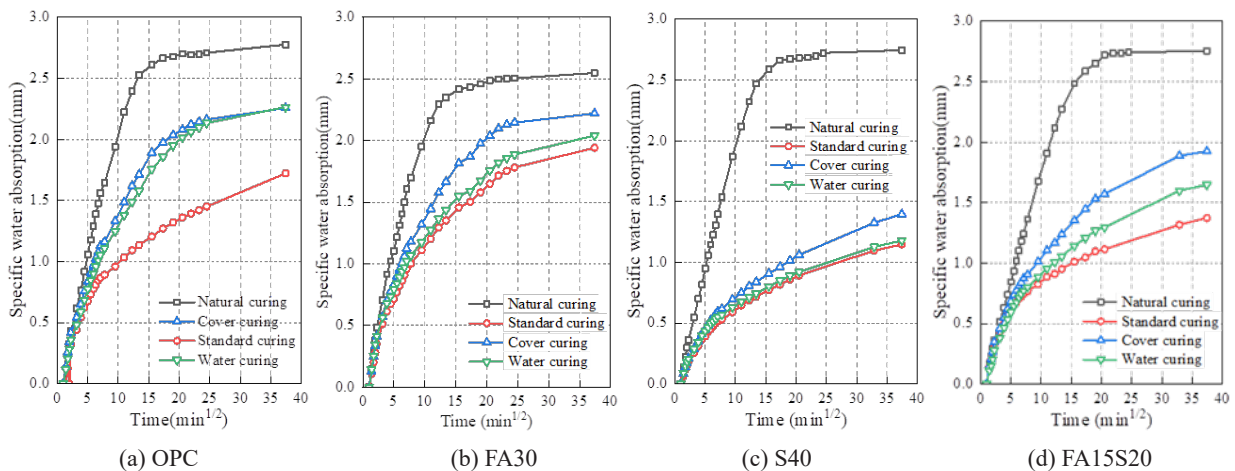 3.0
2.5
2.0
1.5
1.0
0.5
0.0
Specific water absorption(mm)
Natural curing
Cover curing
Standard curing
Water curing
0 5 10 15 20 25 30 35 40
Time(min1/2)
(a) OPC
3.0
2.5
2.0
1.5
1.0
0.5
0.0
Specific water absorption(mm)
Natural curing
Standard curing
Cover curing
Water curing
0 5 10 15 20 25 30 35 40
Time(min1/2)
(b) FA30
3.0
2.5
2.0
1.5
1.0
0.5
0.0
Specific water absorption(mm)
Natural curing
Standard curing
Cover curing
Water curing
0 5 10 15 20 25 30 35 40
Time(min1/2)
(c) S40
3.0
2.5
2.0
1.5
1.0
0.5
0.0
Specific water absorption(mm)
Natural curing
Standard curing
Cover curing
Water curing
0 5 10 15 20 25 30 35 40
Time(min1/2)
(d) FA15S20